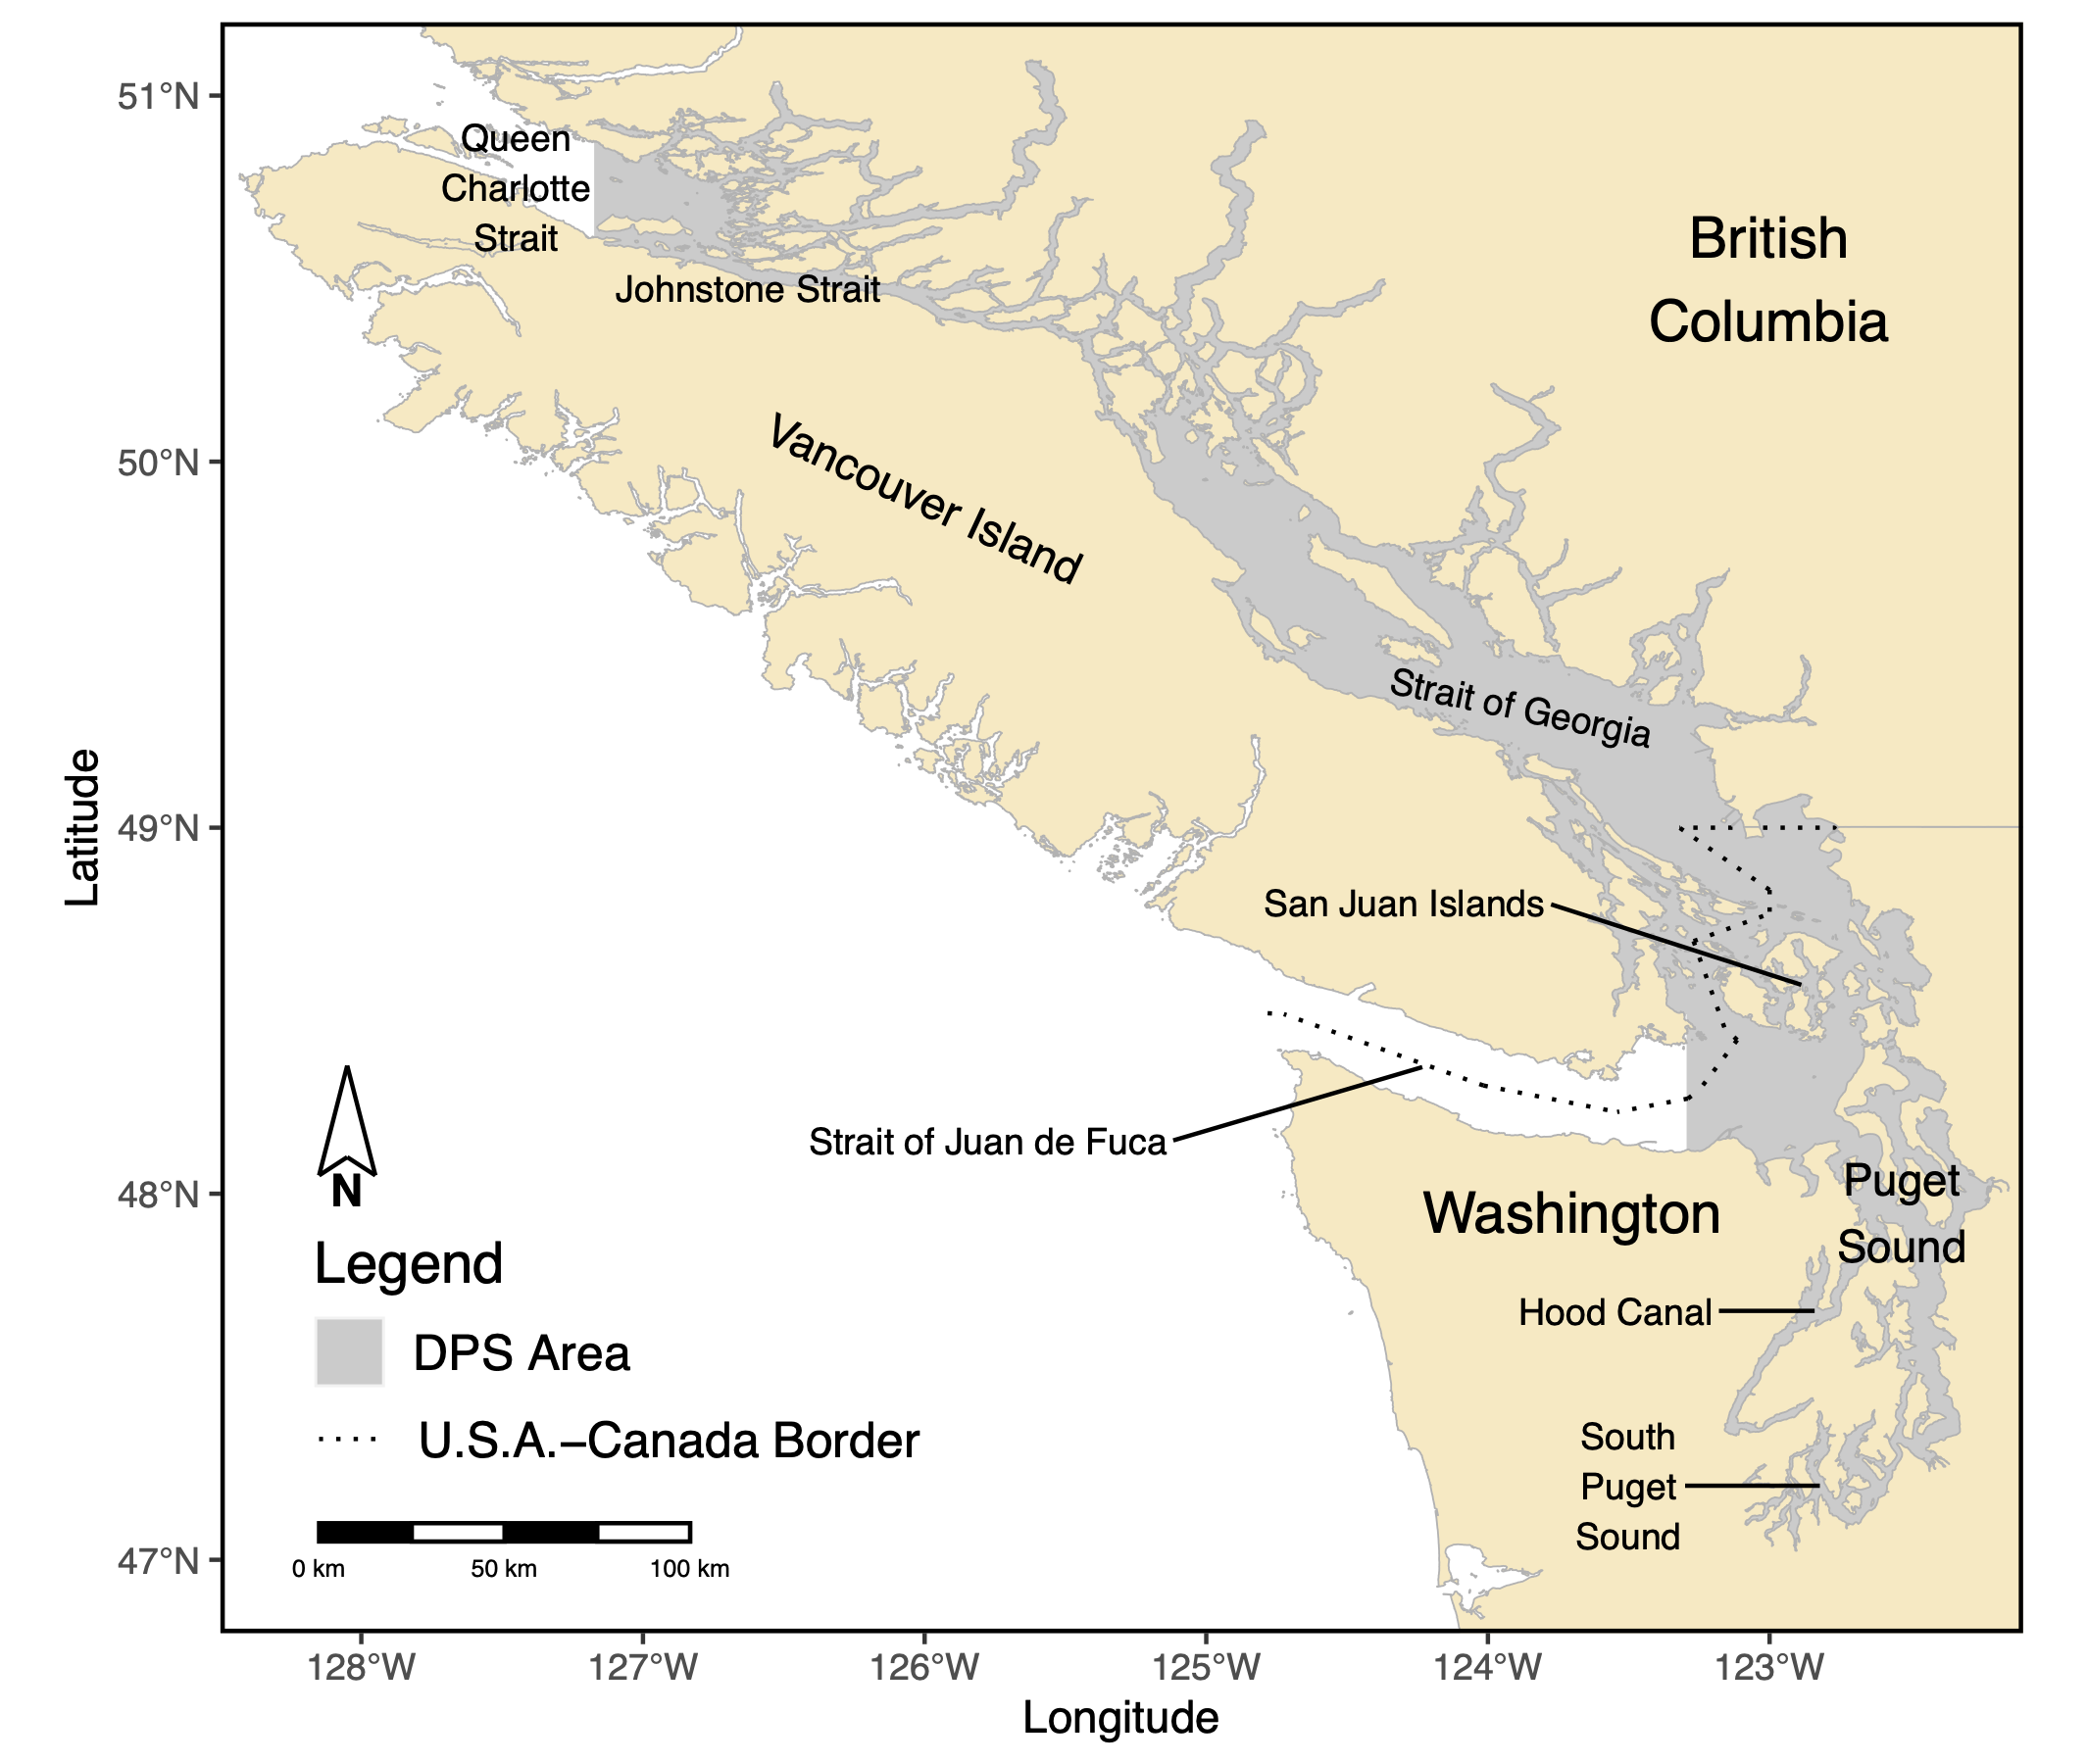 51°N
50°N
49°N
48°N
47°N
Latitude
Queen
Charlotte
Strait
Johnstone Strait
British
Columbia
Vancouver Island
Strait of Georgia
San Juan Islands
Strait of Juan de Fuca
Washington
Puget
Sound
Hood Canal
South
Puget
Sound
N
Legend
DPS Area
U.S.A.–Canada Border
0 km
50 km
100 km
128°W
127°W
126°W
125°W
124°W
123°W
Longitude